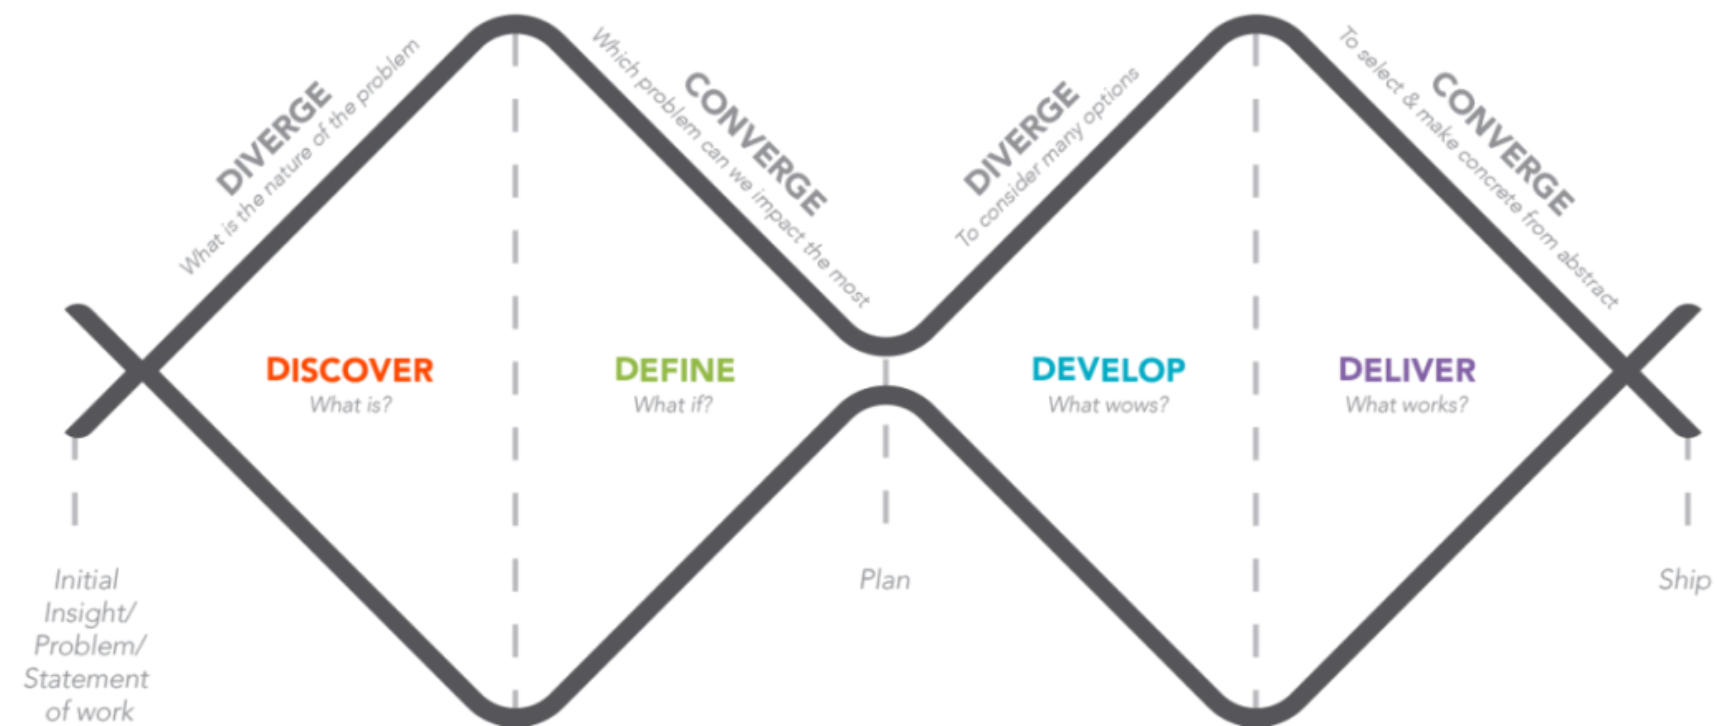 DIVERGE
What is the nature of the problem
Which problem can we impact the most
CONVERGE
DIVERGE
To consider many options
To select & make concrete from abstract
CONVERGE
DISCOVER
What is?
DEFINE
What if?
DEVELOP
What wows?
DELIVER
What works?
Initial
Insight/
Problem/
Statement
of work
Plan
Ship